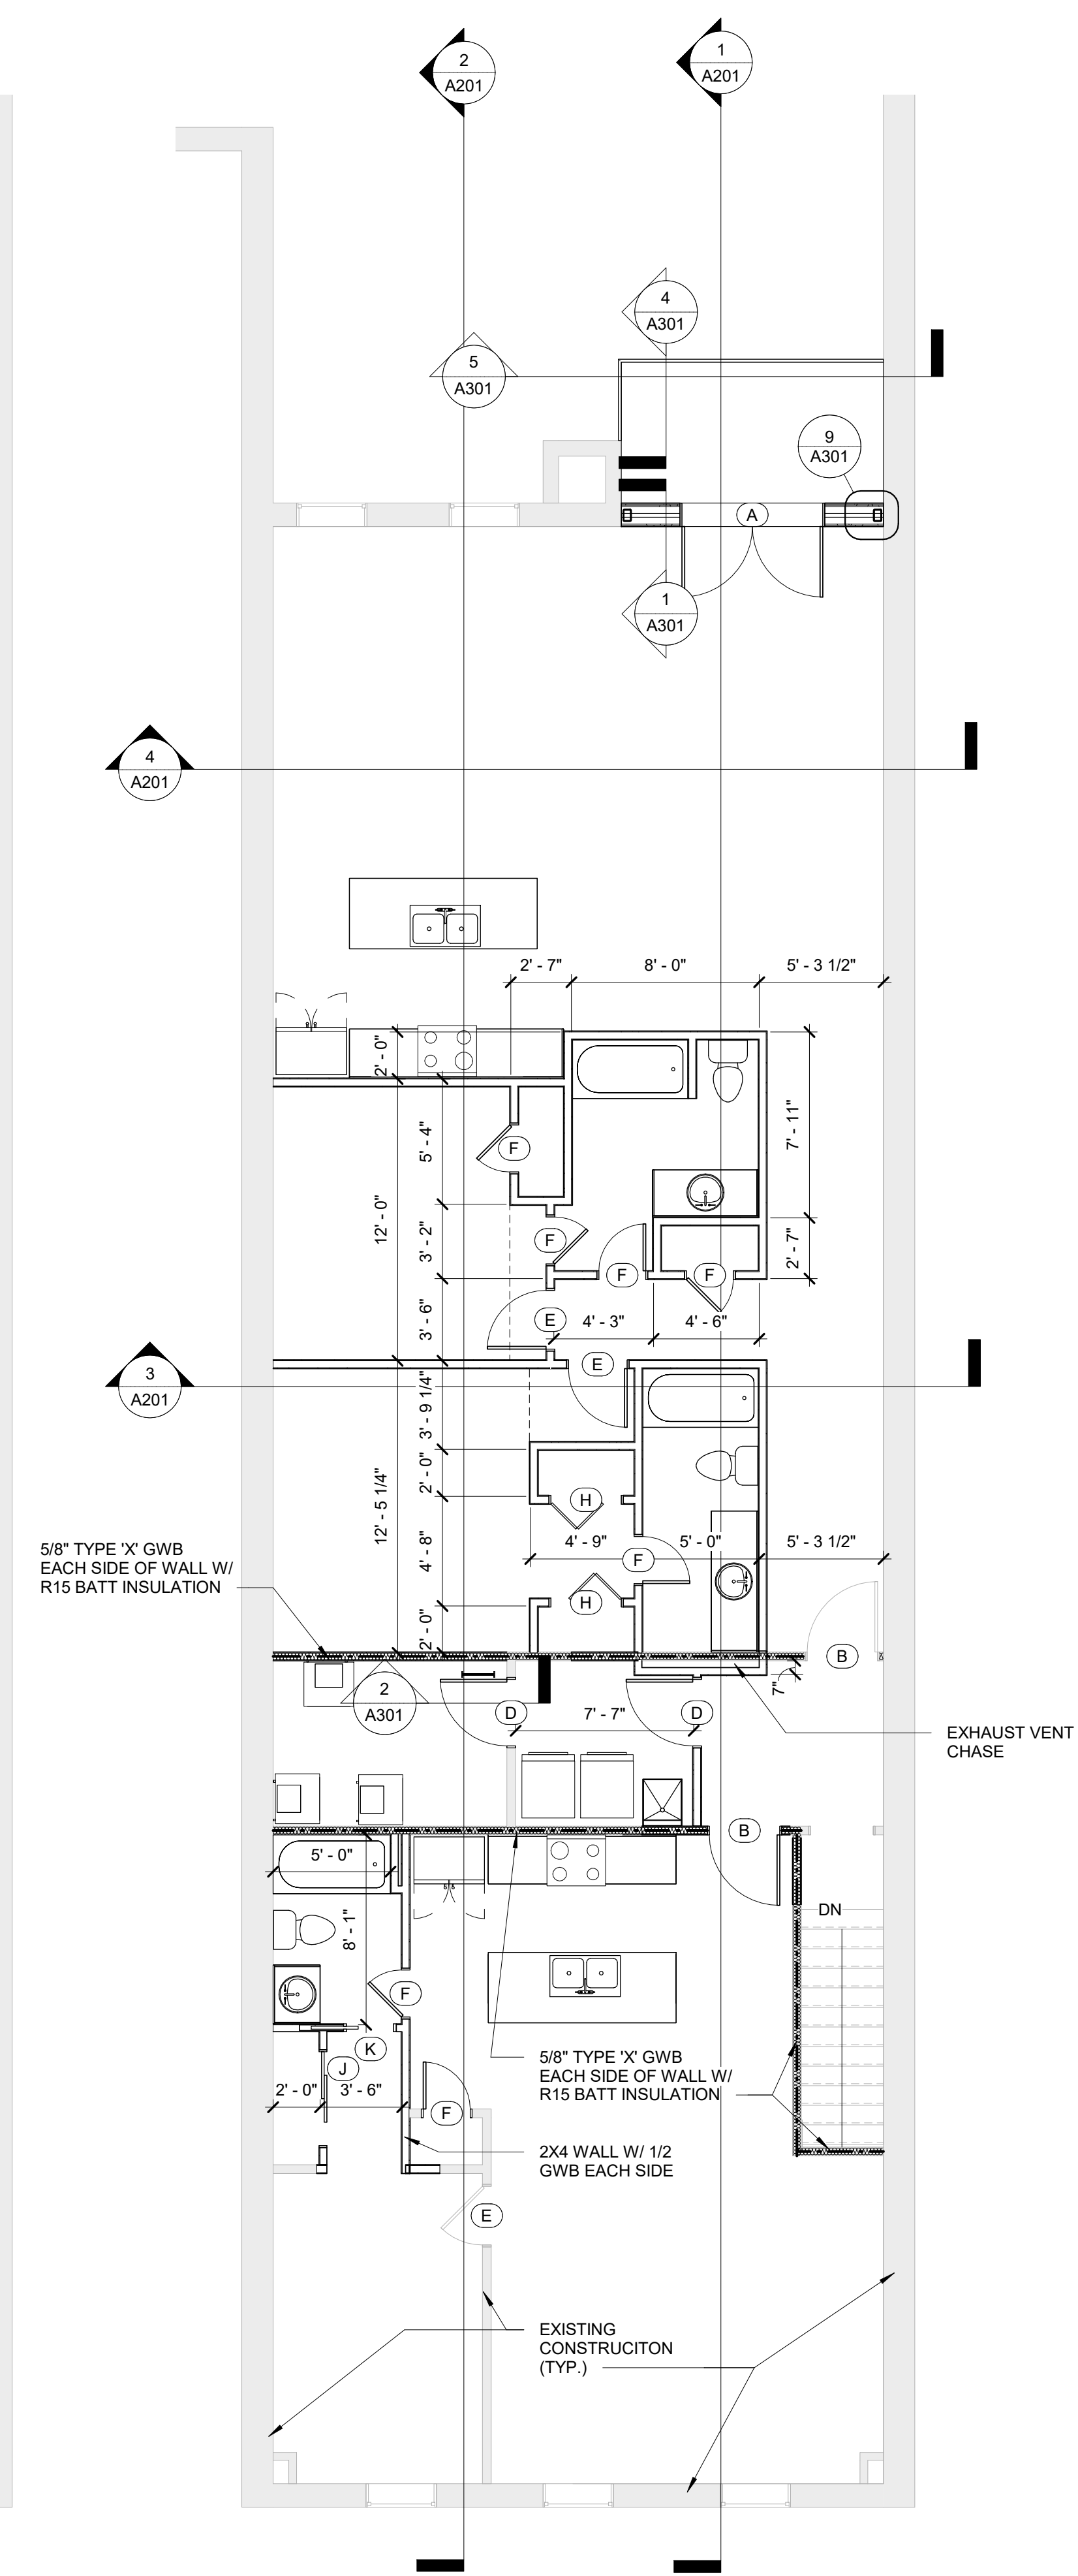 2
A201
1
A201
4
A301
5
A301
9
A301
A
1
A301
4
A201
2' - 7"
8' - 0"
5' - 3 1/2"
2' - 0"
5' - 4"
F
7' - 11"
12' - 0"
3' - 2"
F
F
F
2' - 7"
3' - 6"
E
4' - 3"
4' - 6"
E
3
A201
3' - 9 1/4"
2' - 0"
H
12' - 5 1/4"
4' - 9"
5' - 0"
5' - 3 1/2"
4' - 8"
F
5/8" TYPE 'X' GWB
EACH SIDE OF WALL W/
R15 BATT INSULATION
H
2' - 0"
B
2
A301
7"
D
7' - 7"
D
EXHAUST VENT
CHASE
B
5' - 0"
DN
8' - 1"
F
K
J
5/8" TYPE 'X' GWB
EACH SIDE OF WALL W/
R15 BATT INSULATION
2' - 0"
3' - 6"
F
2X4 WALL W/ 1/2
GWB EACH SIDE
E
EXISTING
CONSTRUCITON
(TYP.)